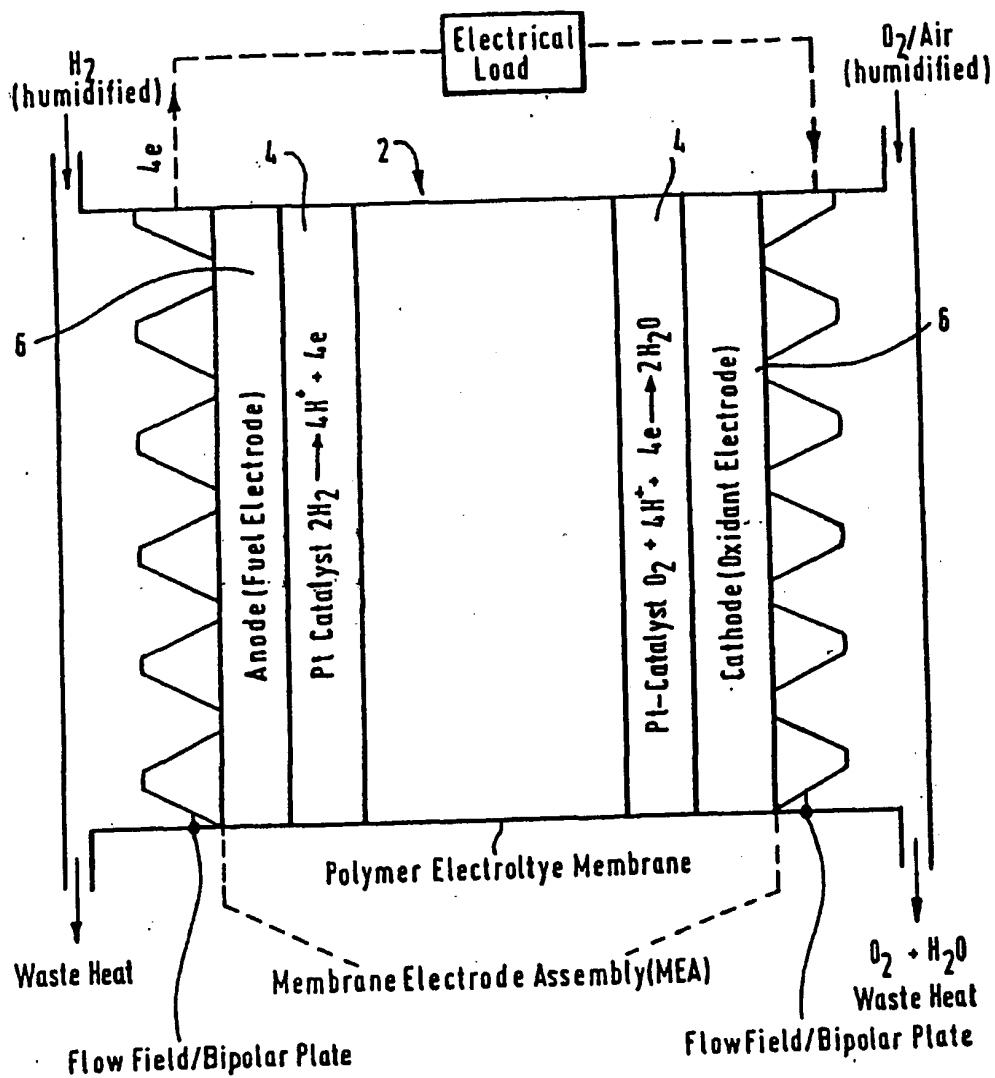 Electrical
Load
H2
(humidified)
O2/Air
(humidified)
4e
4
2
4
6
6
Anode(Fuel Electrode)
Pt Catalyst 2H2 → 4H+ + 4e
Pt-Catalyst O2 + 4H+ + 4e → 2H2O
Cathode(Oxidant Electrode)
Polymer Electroltye Membrane
Waste Heat
Membrane Electrode Assembly(MEA)
O2 + H2O
Waste Heat
Flow Field/Bipolar Plate
FlowField/Bipolar Plate